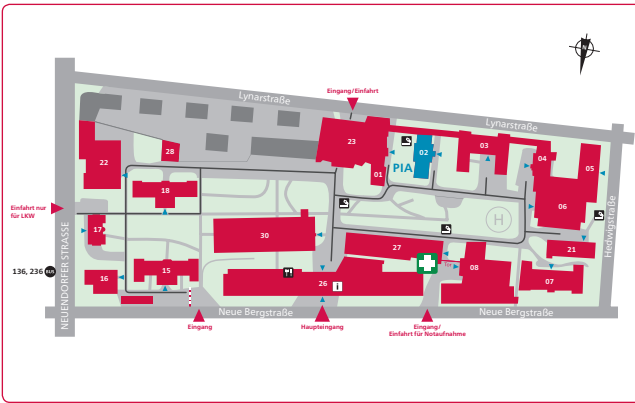 N
Lynarstraße
Eingang/Einfahrt
Lynarstraße
23
03
02
04
28
22
PIA
01
05
18
06
Einfahrt nur
für LKW
H
17
30
27
21
NEUENDORFER STRASSE
Hedwigstraße
136, 236 BUS
16
15
26
i
08
07
Neue Bergstraße
Neue Bergstraße
Eingang
Haupteingang
Eingang/
Einfahrt für Notaufnahme